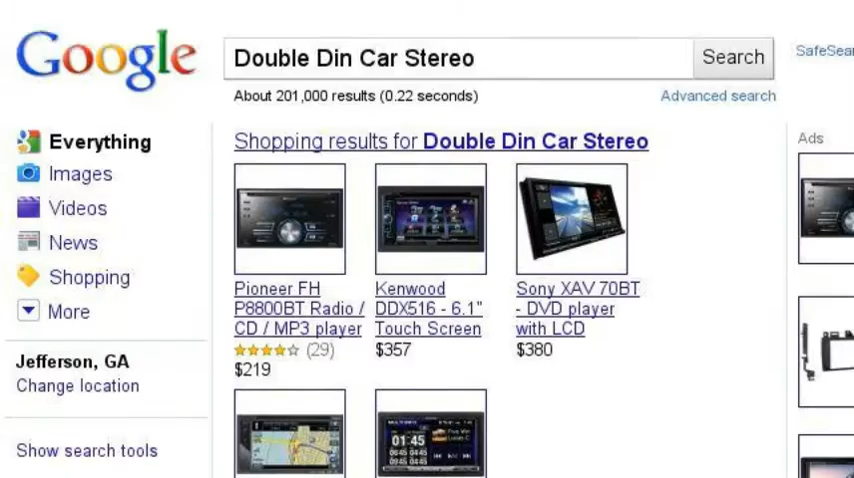 Google
Double Din Car Stereo
Search
About 201,000 results (0.22 seconds)
Advanced search
Everything
Images
Videos
News
Shopping
More
Jefferson, GA
Change location
Show search tools
Shopping results for Double Din Car Stereo
Pioneer FH
P8800BT Radio /
CD / MP3 player
(29)
$219
Kenwood
DDX516 - 6.1"
Touch Screen
$357
Sony XAV 70BT
- DVD player
with LCD
$380
01:45
Ads